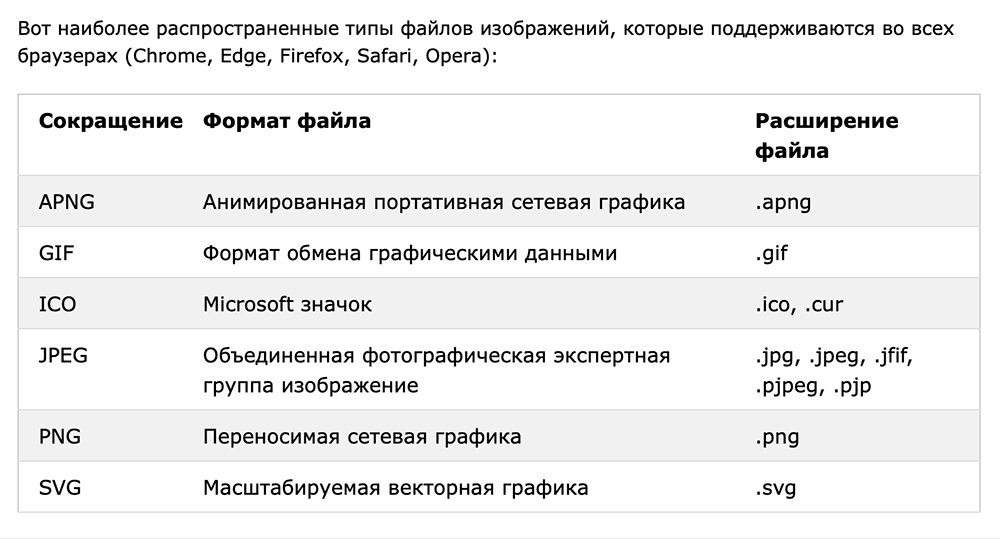 Вот наиболее распространенные типы файлов изображений, которые поддерживаются во всех
браузерах (Chrome, Edge, Firefox, Safari, Opera):
Сокращение Формат файла Расширение
файла
APNG Анимированная портативная сетевая графика .apng
GIF Формат обмена графическими данными .gif
ICO Microsoft значок .ico, .cur
JPEG Объединенная фотографическая экспертная .jpg, .jpeg, .jfif,
группа изображение .pjpeg, .pjp
PNG Переносимая сетевая графика .png
SVG Масштабируемая векторная графика .svg